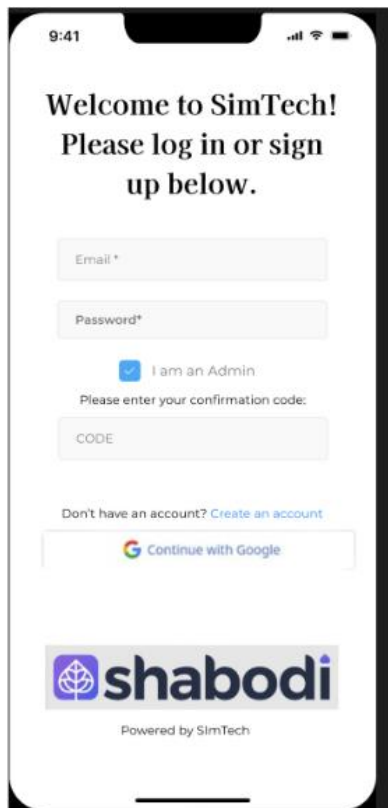 9:41
Welcome to SimTech!
Please log in or sign
up below.
Email *
Password*
I am an Admin
Please enter your confirmation code:
CODE
Don't have an account? Create an account
Continue with Google
shabodi
Powered by SImTech